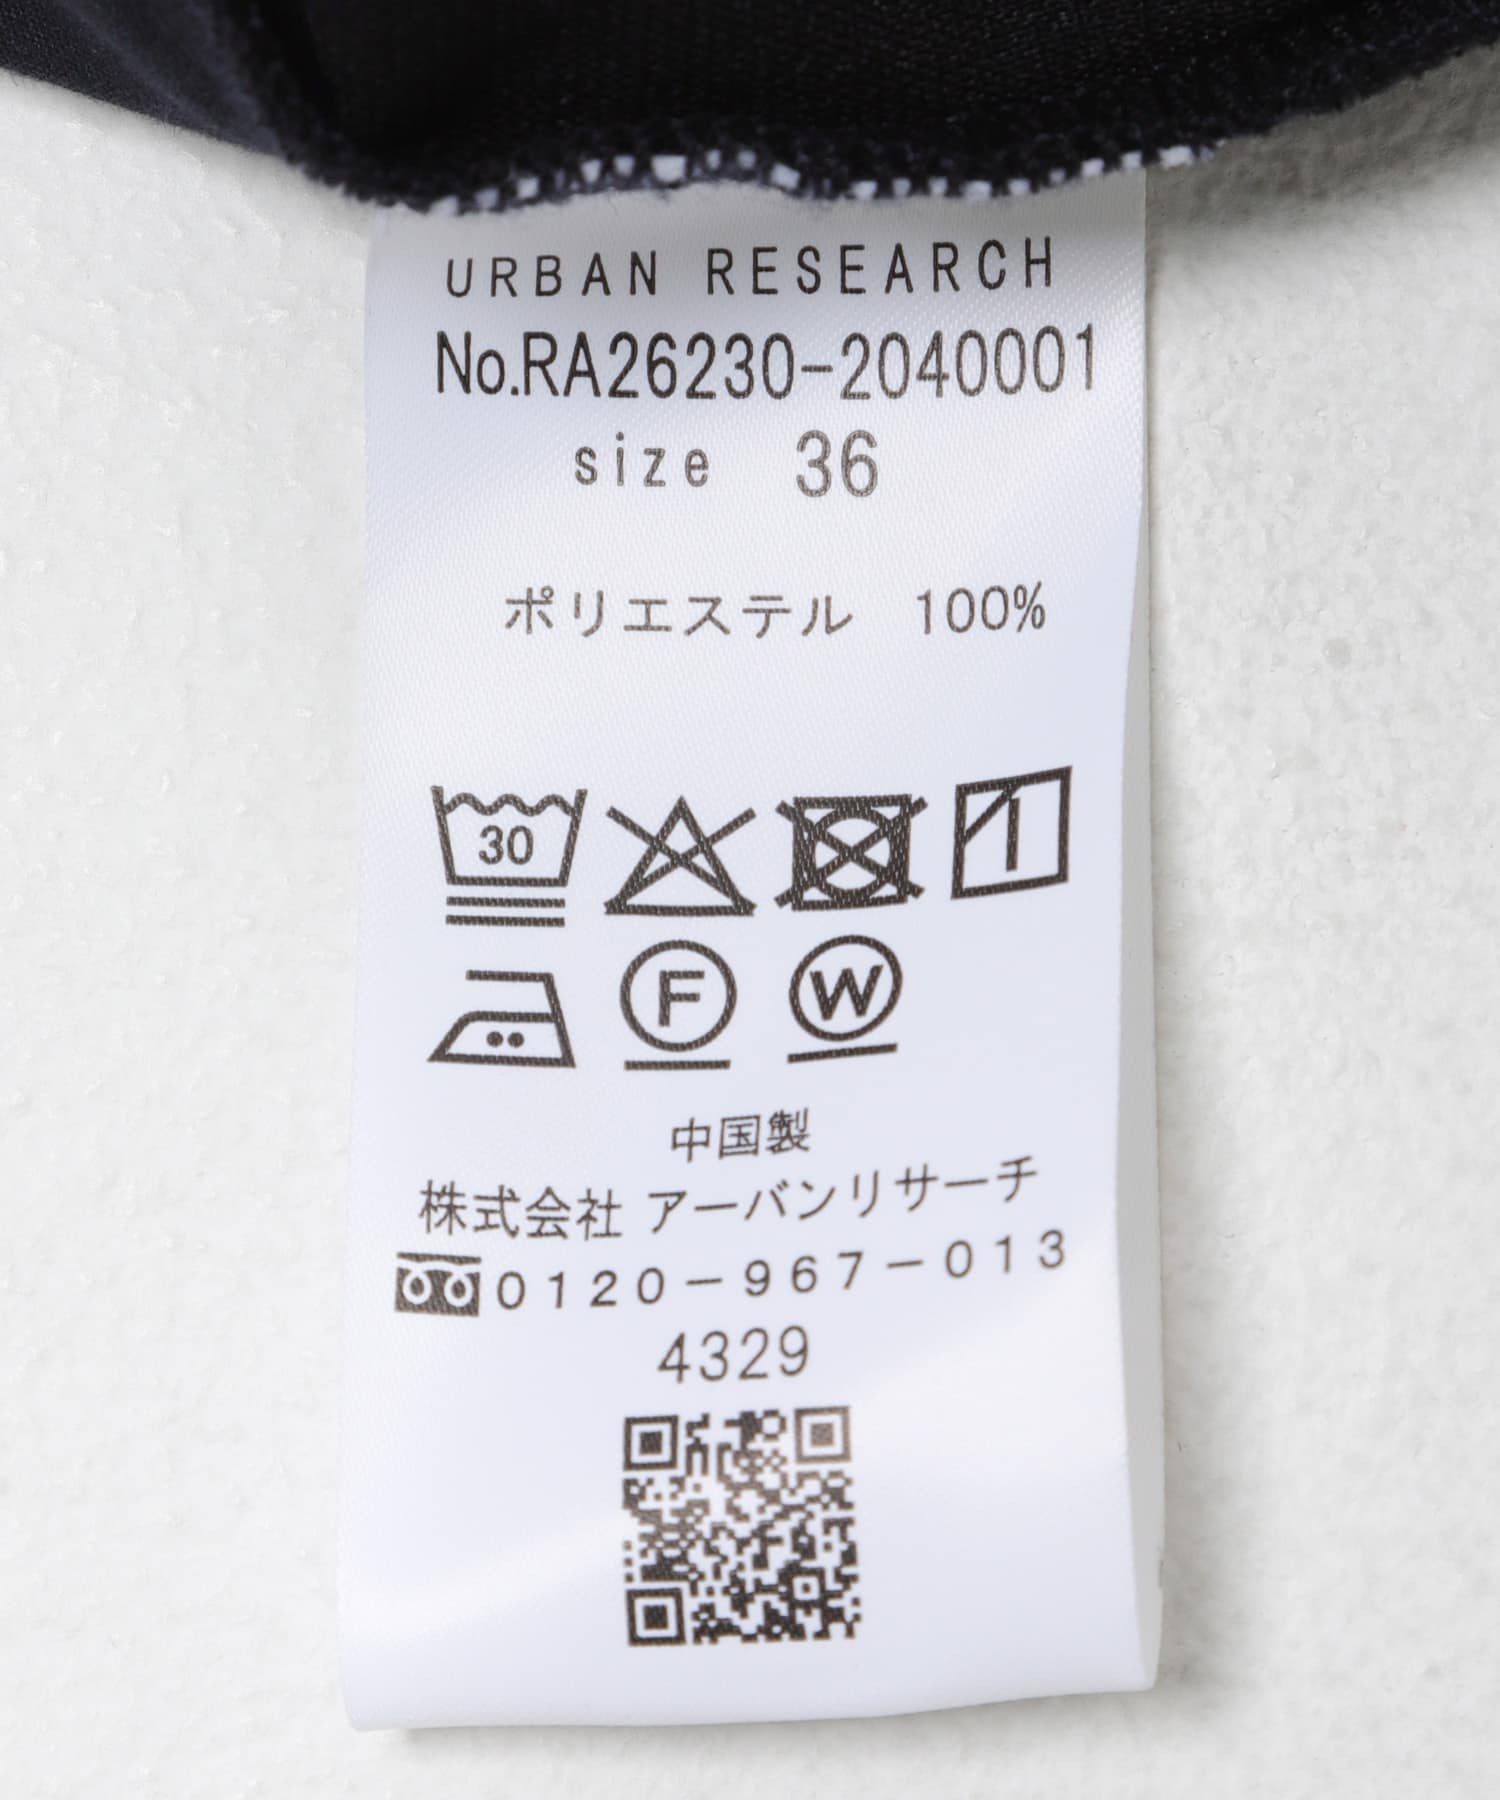 URBAN RESEARCH
No.RA26230-2040001
size 36
ポリエステル 100%
30
F W
中国製
株式会社 アーバンリサーチ
0120-967-013
4329